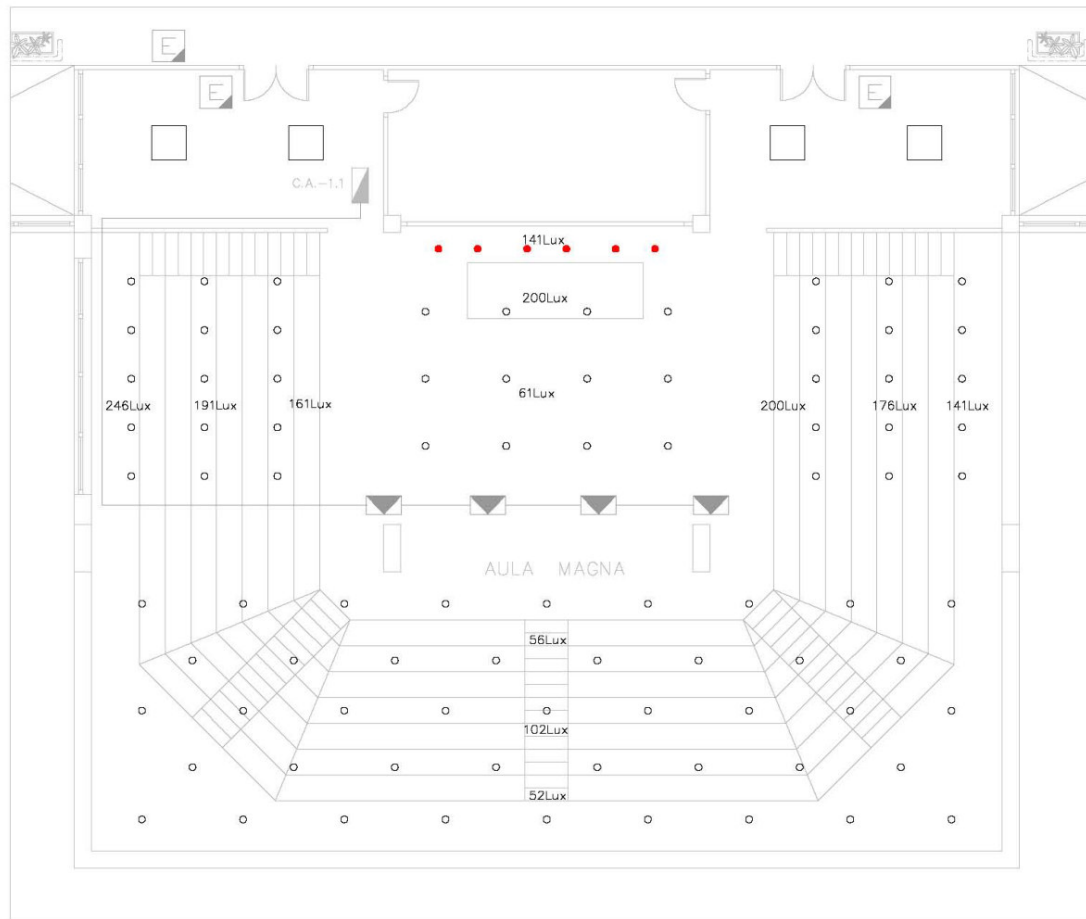 E
E
E
C.A.-1.1
141Lux
200Lux
61Lux
246Lux
191Lux
161Lux
200Lux
176Lux
141Lux
AULA MAGNA
56Lux
102Lux
52Lux